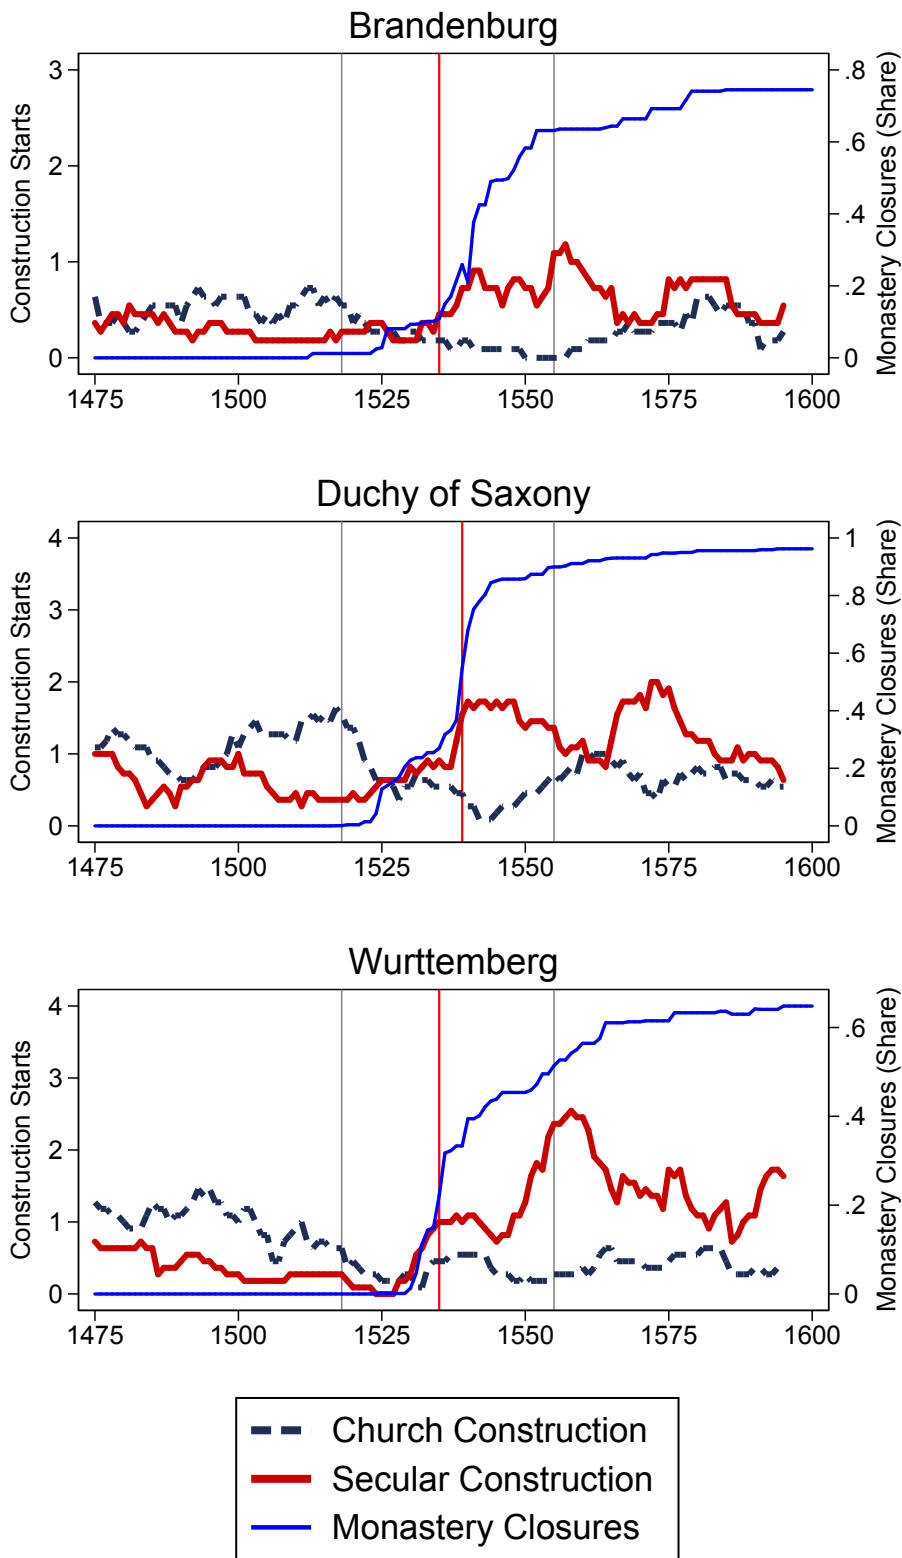 Brandenburg
Construction Starts
3
2
1
0
.8
.6
.4
.2
0
Monastery Closures (Share)
1475 1500 1525 1550 1575 1600
Duchy of Saxony
Construction Starts
4
3
2
1
0
1
.8
.6
.4
.2
0
Monastery Closures (Share)
1475 1500 1525 1550 1575 1600
Wurttemberg
Construction Starts
4
3
2
1
0
.6
.4
.2
0
Monastery Closures (Share)
1475 1500 1525 1550 1575 1600
Church Construction
Secular Construction
Monastery Closures